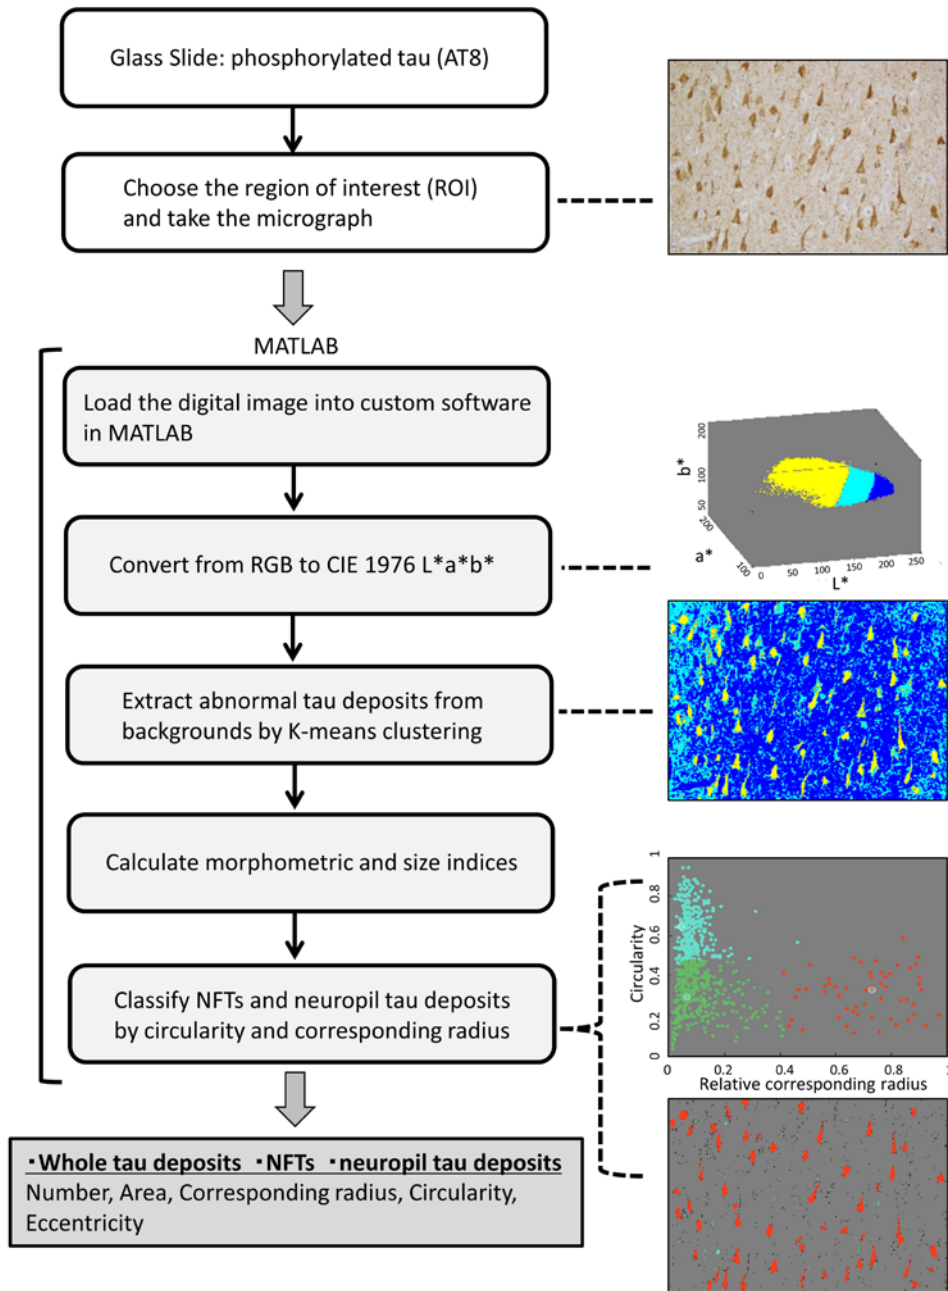 Glass Slide: phosphorylated tau (AT8)
Choose the region of interest (ROI)
and take the micrograph
MATLAB
Load the digital image into custom software
in MATLAB
200
b*
100
50
200
a*
100
0 50 100 150 200 250
L*
Convert from RGB to CIE 1976 L*a*b*
Extract abnormal tau deposits from
backgrounds by K-means clustering
Calculate morphometric and size indices
Classify NFTs and neuropil tau deposits
by circularity and corresponding radius
1
0.8
0.6
Circularity
0.4
0.2
0
0 0.2 0.4 0.6 0.8 1
Relative corresponding radius
・Whole tau deposits ・NFTs ・neuropil tau deposits
Number, Area, Corresponding radius, Circularity,
Eccentricity